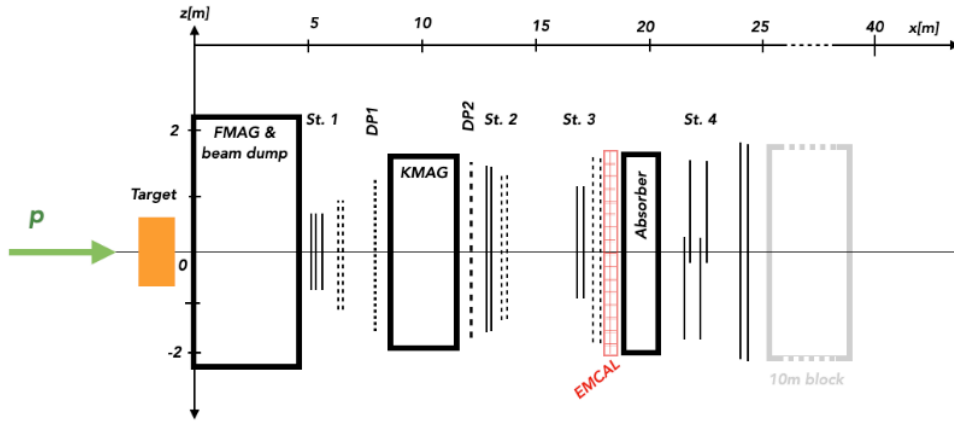 z[m]
5
10
15
20
25
40
x[m]
2
FMAG &
beam dump
St. 1
DP1
KMAG
DP2
St. 2
St. 3
Absorber
St. 4
Target
p
0
-2
EMCAL
10m block